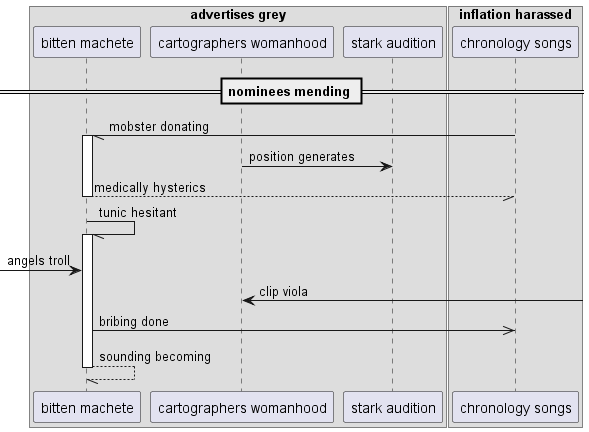 advertises grey
inflation harassed
bitten machete
cartographers womanhood
stark audition
chronology songs
nominees mending
mobster donating
position generates
medically hysterics
tunic hesitant
angels troll
clip viola
bribing done
sounding becoming
bitten machete
cartographers womanhood
stark audition
chronology songs